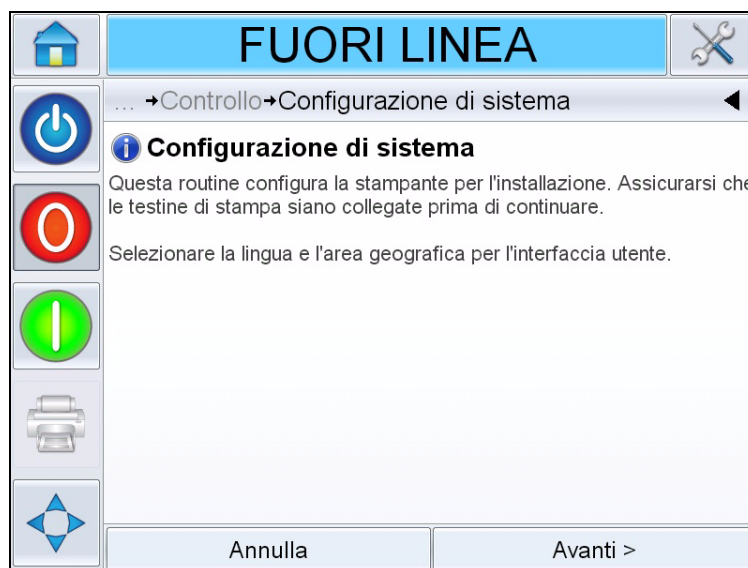 FUORI LINEA
... →Controllo→Configurazione di sistema
Configurazione di sistema
Questa routine configura la stampante per l'installazione. Assicurarsi che
le testine di stampa siano collegate prima di continuare.
Selezionare la lingua e l'area geografica per l'interfaccia utente.
Annulla
Avanti >